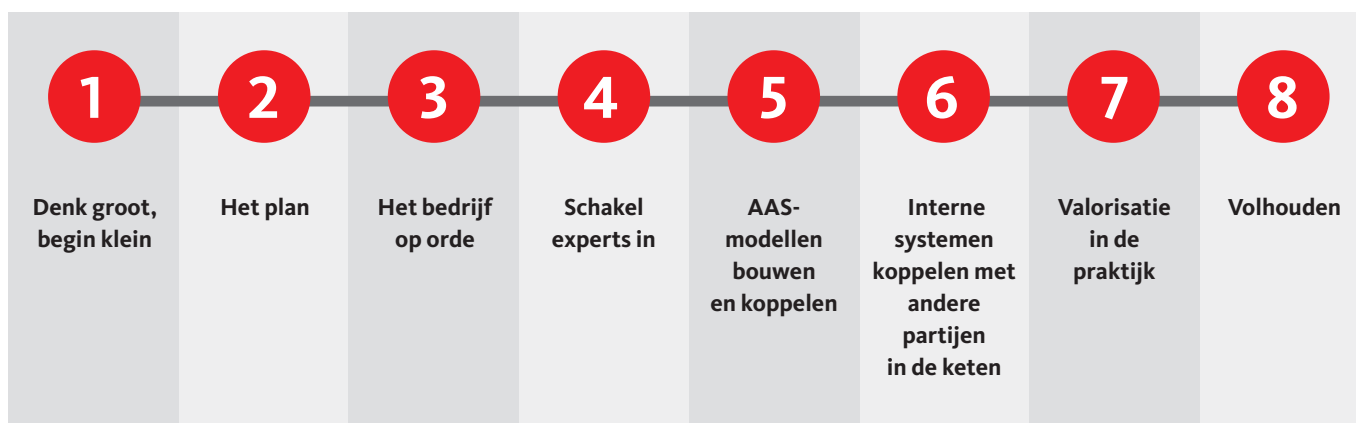 1
2
3
4
5
6
7
8
Denk groot,
begin klein
Het plan
Het bedrijf
op orde
Schakel
experts in
AAS-
modellen
bouwen
en koppelen
Interne
systemen
koppelen met
andere
partijen
in de keten
Valorisatie
in de
praktijk
Volhouden